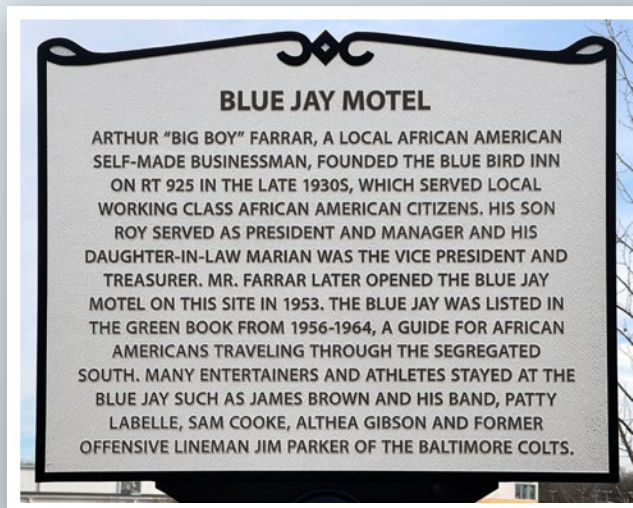 BLUE JAY MOTEL
ARTHUR “BIG BOY” FARRAR, A LOCAL AFRICAN AMERICAN
SELF-MADE BUSINESSMAN, FOUNDED THE BLUE BIRD INN
ON RT 925 IN THE LATE 1930S, WHICH SERVED LOCAL
WORKING CLASS AFRICAN AMERICAN CITIZENS. HIS SON
ROY SERVED AS PRESIDENT AND MANAGER AND HIS
DAUGHTER-IN-LAW MARIAN WAS THE VICE PRESIDENT AND
TREASURER. MR. FARRAR LATER OPENED THE BLUE JAY
MOTEL ON THIS SITE IN 1953. THE BLUE JAY WAS LISTED IN
THE GREEN BOOK FROM 1956-1964, A GUIDE FOR AFRICAN
AMERICANS TRAVELING THROUGH THE SEGREGATED
SOUTH. MANY ENTERTAINERS AND ATHLETES STAYED AT THE
BLUE JAY SUCH AS JAMES BROWN AND HIS BAND, PATTY
LABELLE, SAM COOKE, ALTHEA GIBSON AND FORMER
OFFENSIVE LINEMAN JIM PARKER OF THE BALTIMORE COLTS.